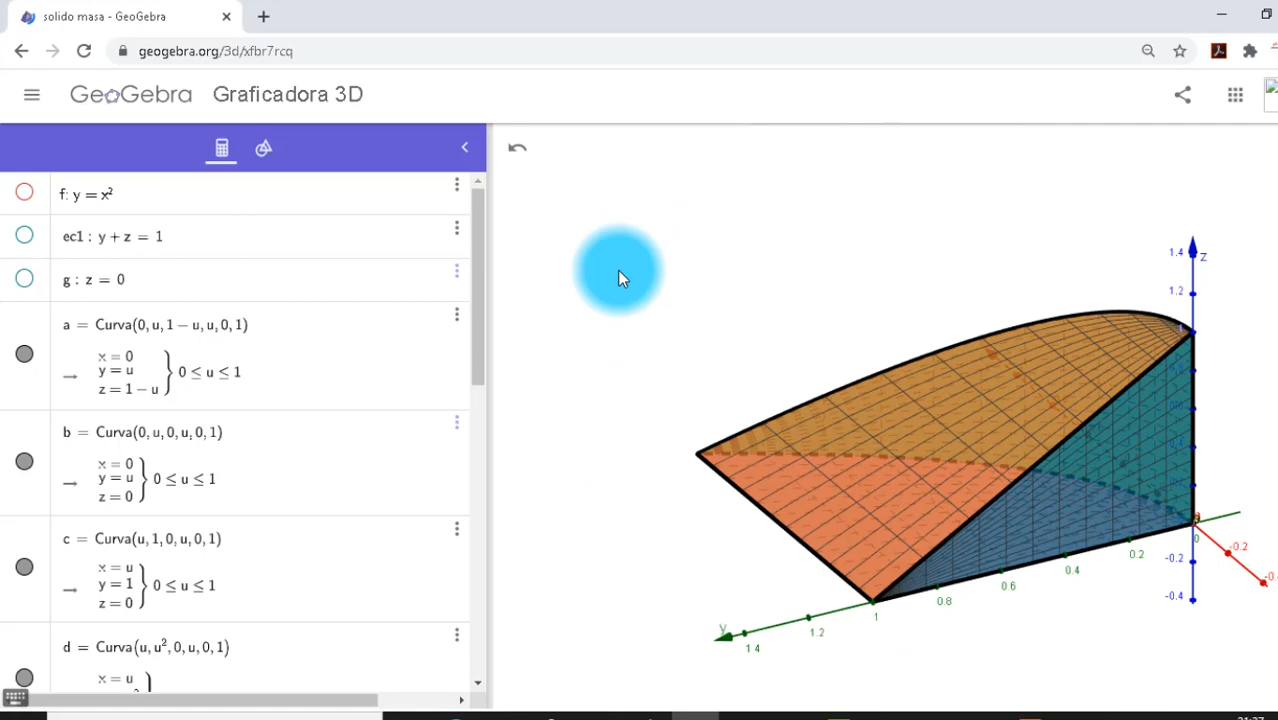 solido masa - GeoGebra
geogebra.org/3d/xfbr7rcq
GeoGebra Graficadora 3D
f: y = x²
ec1 : y + z = 1
g : z = 0
a = Curva(0, u, 1 − u, u, 0, 1)
x = 0
y = u
z = 1 − u
→ 0 ≤ u ≤ 1
b = Curva(0, u, 0, u, 0, 1)
x = 0
y = u
z = 0
→ 0 ≤ u ≤ 1
c = Curva(u, 1, 0, u, 0, 1)
x = u
y = 1
z = 0
→ 0 ≤ u ≤ 1
d = Curva(u, u², 0, u, 0, 1)
x = u
1.4
z
1.2
1
0
-0.2
-0.4
-0.2
0.2
0.4
0.6
0.8
1
1.2
1 4
y